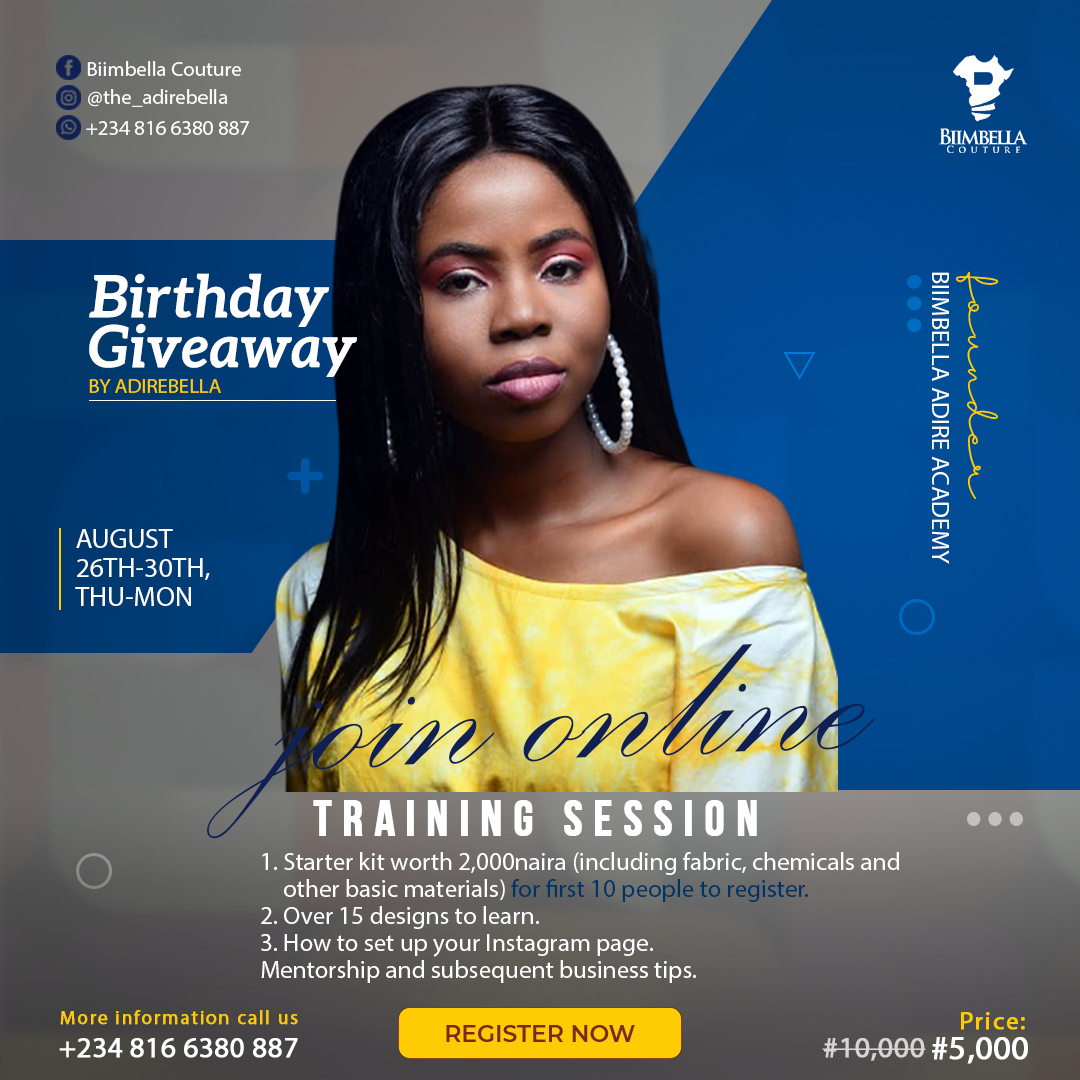 Biimbella Couture
@the_adirebella
+234 816 6380 887
BIIMBELLA
COUTURE
Birthday
Giveaway
BY ADIREBELLA
founder
BIIMBELLA ADIRE ACADEMY
AUGUST
26TH-30TH,
THU-MON
join online
TRAINING SESSION
1. Starter kit worth 2,000naira (including fabric, chemicals and
other basic materials) for first 10 people to register.
2. Over 15 designs to learn.
3. How to set up your Instagram page.
Mentorship and subsequent business tips.
More information call us
+234 816 6380 887
REGISTER NOW
Price:
#10,000 #5,000